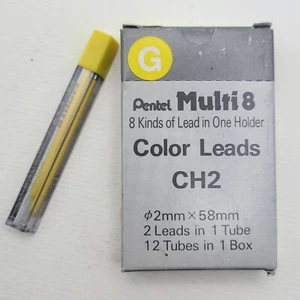 G
Pentel Multi 8
8 Kinds of Lead in One Holder
Color Leads
CH2
φ2mm×58mm
2 Leads in 1 Tube
12 Tubes in 1 Box